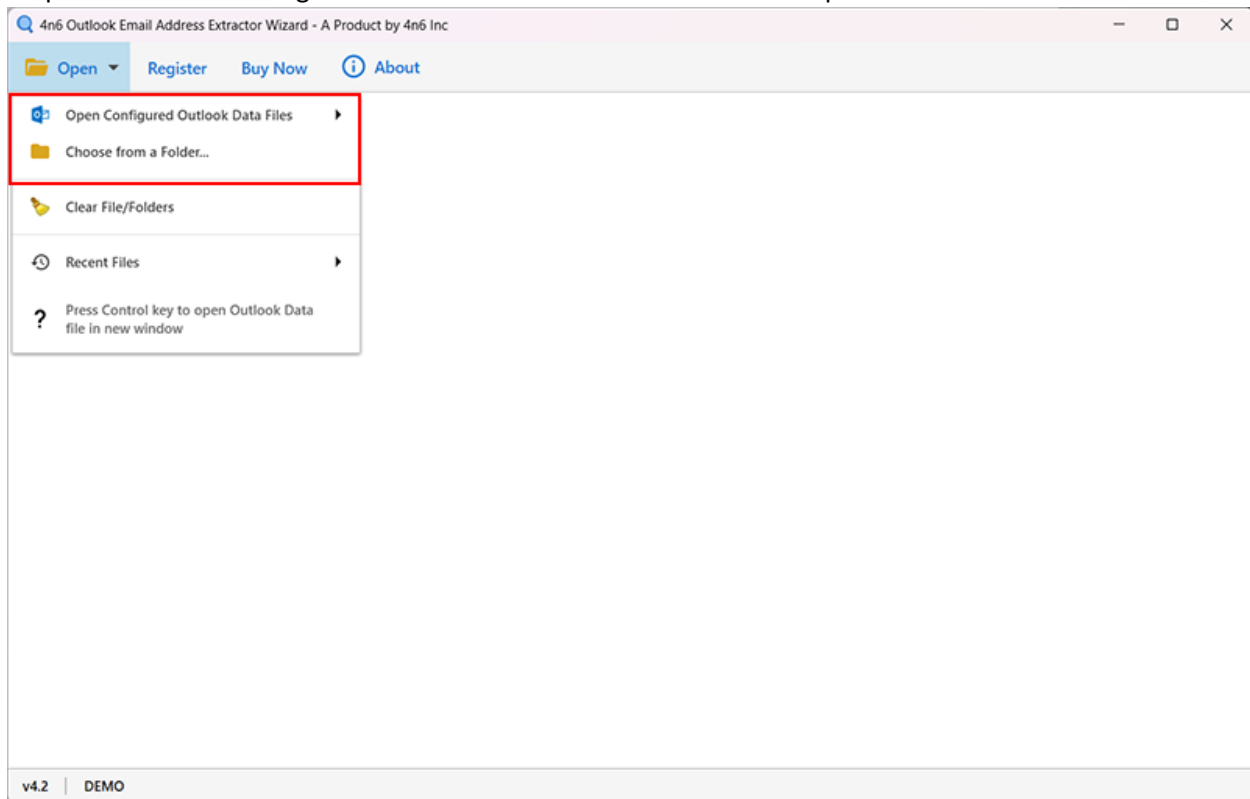 4n6 Outlook Email Address Extractor Wizard - A Product by 4n6 Inc
Open Register Buy Now About
Open Configured Outlook Data Files
Choose from a Folder...
Clear File/Folders
Recent Files
? Press Control key to open Outlook Data
file in new window
v4.2 DEMO